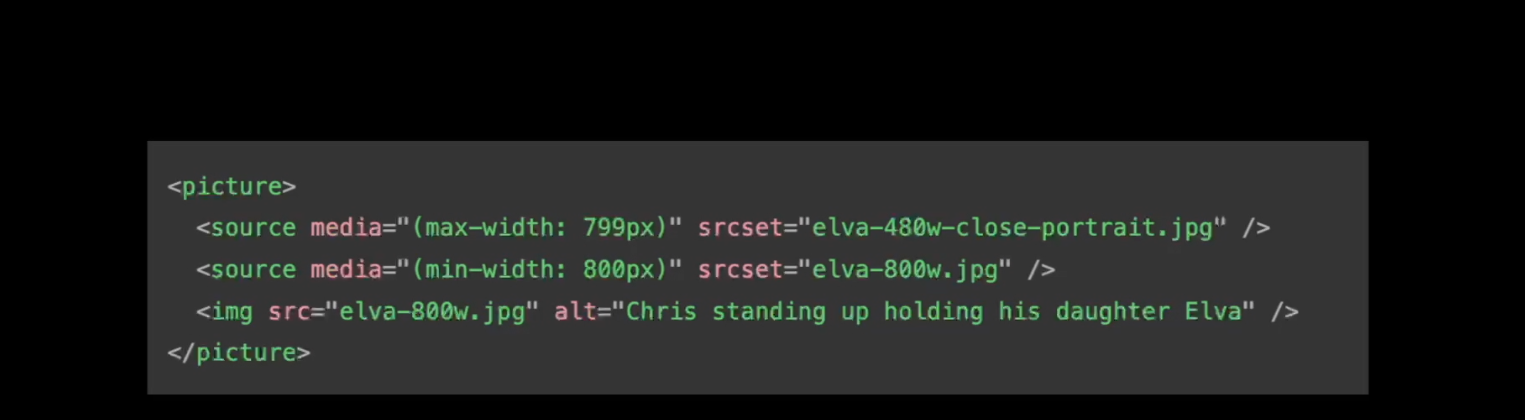 <picture>
<source media="(max-width: 799px)" srcset="elva-480w-close-portrait.jpg" />
<source media="(min-width: 800px)" srcset="elva-800w.jpg" />
<img src="elva-800w.jpg" alt="Chris standing up holding his daughter Elva" />
</picture>